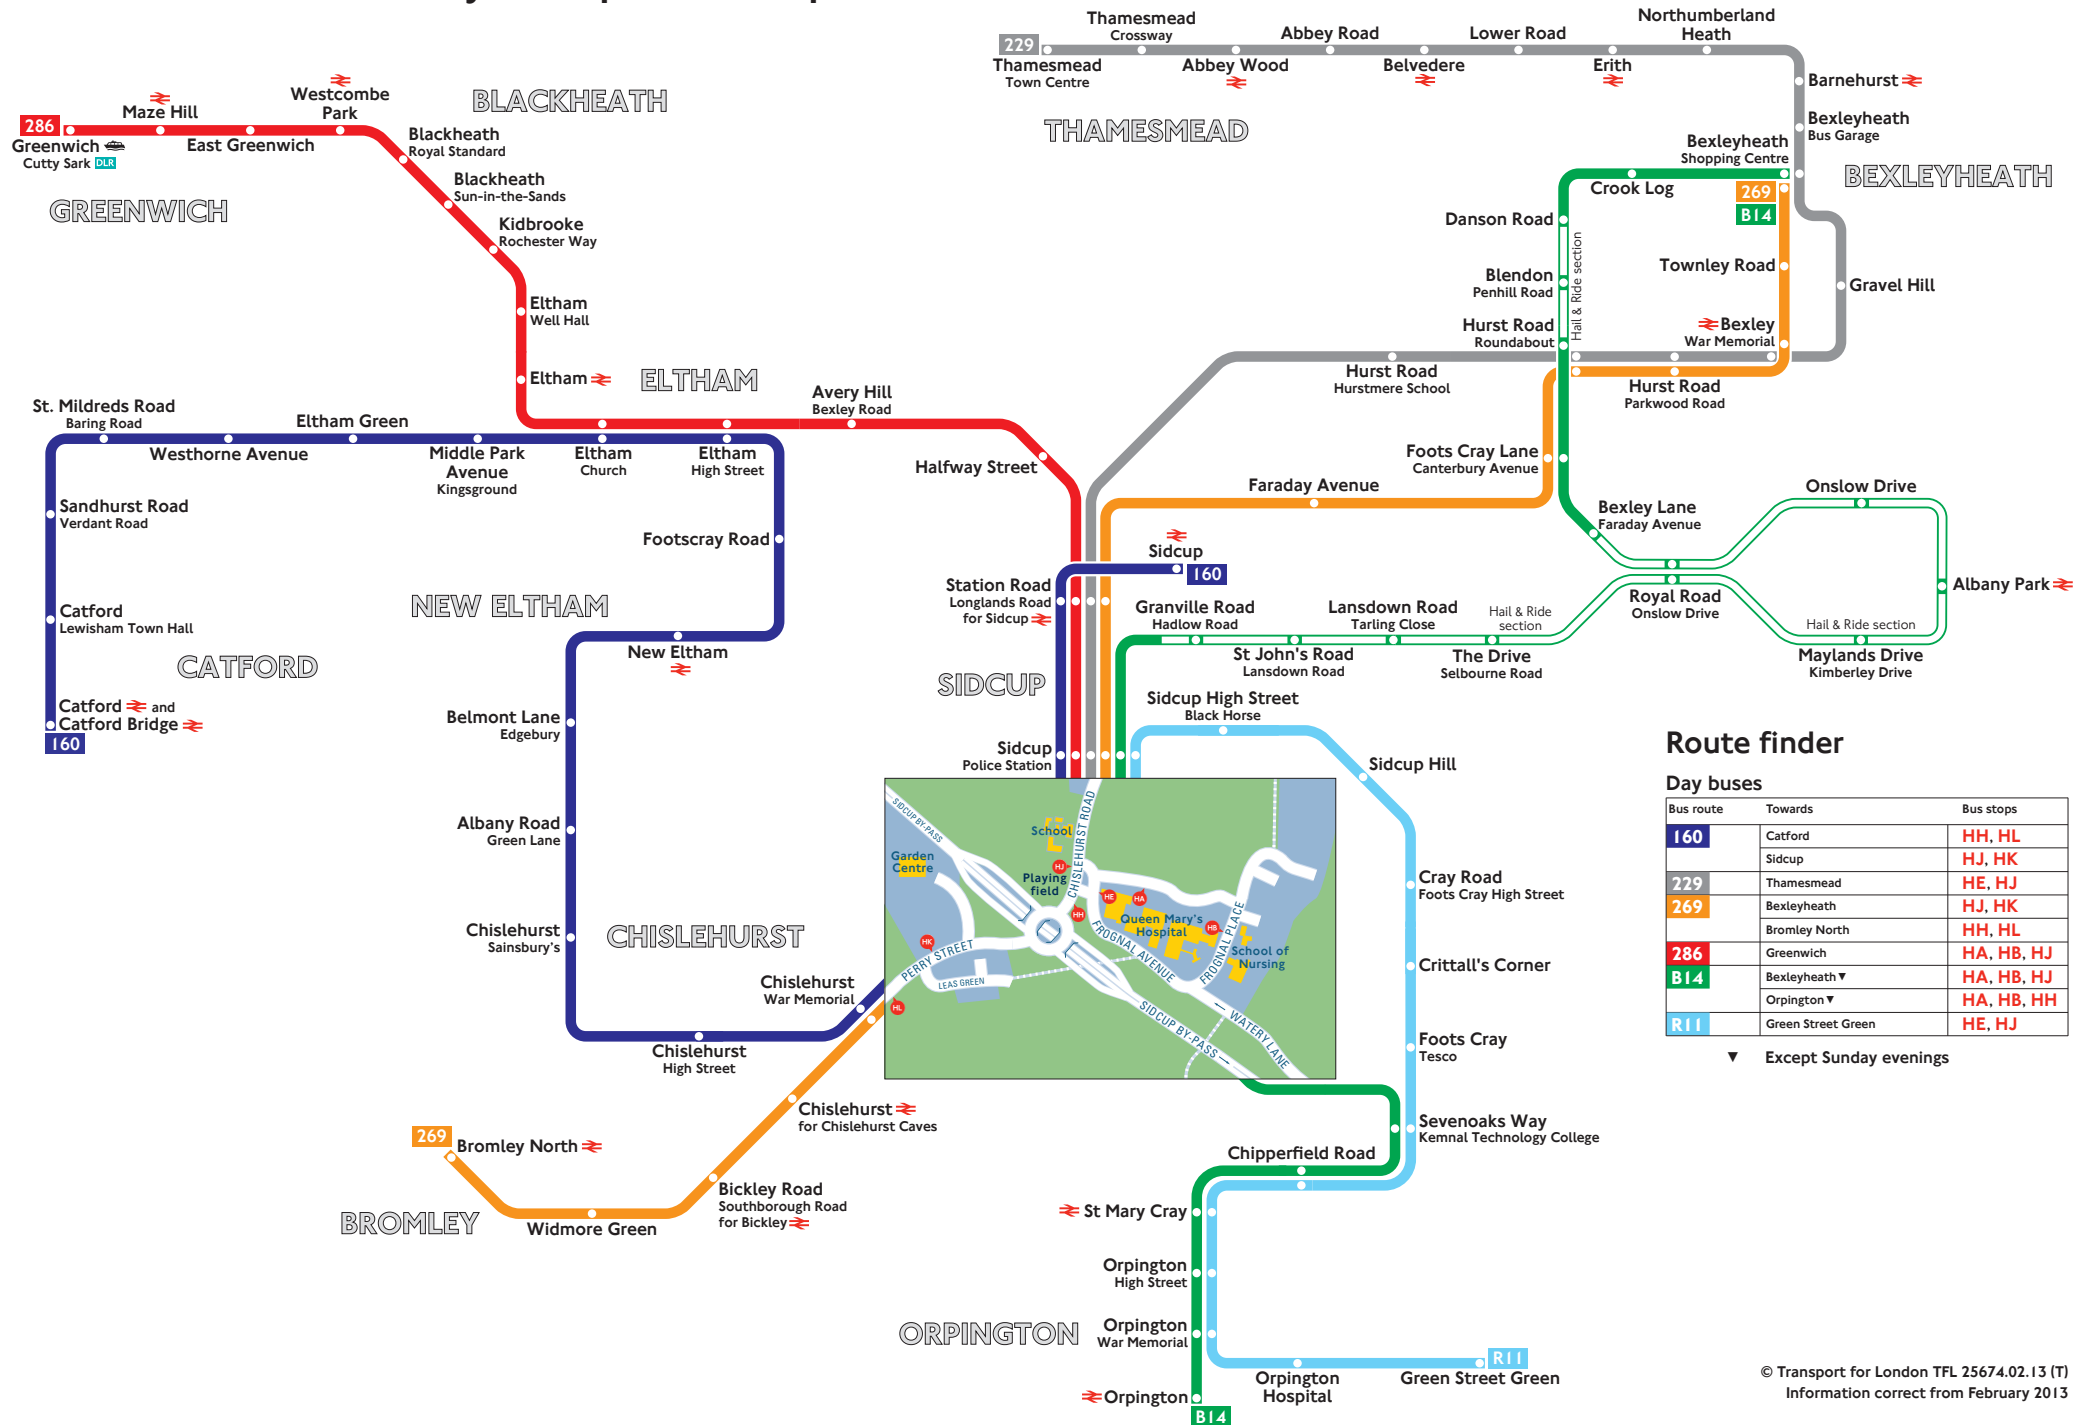 229
Thamesmead
Town Centre
Thamesmead
Crossway
Abbey Wood
Abbey Road
Belvedere
Lower Road
Erith
Northumberland
Heath
Barnehurst
Bexleyheath
Bus Garage
Bexleyheath
Shopping Centre
THAMESMEAD
BEXLEYHEATH
286
Greenwich
Cutty Sark DLR
Maze Hill
East Greenwich
Westcombe
Park
BLACKHEATH
Blackheath
Royal Standard
Blackheath
Sun-in-the-Sands
Kidbrooke
Rochester Way
GREENWICH
Eltham
Well Hall
Eltham
ELTHAM
Avery Hill
Bexley Road
Halfway Street
Crook Log
269
B14
Danson Road
Blendon
Penhill Road
Hurst Road
Roundabout
Hail & Ride section
Townley Road
Bexley
War Memorial
Gravel Hill
Hurst Road
Hurstmere School
Hurst Road
Parkwood Road
St. Mildreds Road
Baring Road
Westhorne Avenue
Eltham Green
Middle Park
Avenue
Kingsground
Eltham
Church
Eltham
High Street
Sandhurst Road
Verdant Road
Catford
Lewisham Town Hall
CATFORD
Catford and
Catford Bridge
160
Footscray Road
NEW ELTHAM
New Eltham
Belmont Lane
Edgebury
Albany Road
Green Lane
Chislehurst
Sainsbury's
CHISLEHURST
Chislehurst
War Memorial
Chislehurst
High Street
Foots Cray Lane
Canterbury Avenue
Faraday Avenue
Bexley Lane
Faraday Avenue
Onslow Drive
Albany Park
Royal Road
Onslow Drive
Hail & Ride section
Maylands Drive
Kimberley Drive
Sidcup
160
Station Road
Longlands Road
for Sidcup
Granville Road
Hadlow Road
St John's Road
Lansdown Road
Lansdown Road
Tarling Close
Hail & Ride
section
The Drive
Selbourne Road
SIDCUP
Sidcup High Street
Black Horse
Sidcup
Police Station
Sidcup Hill
Cray Road
Foots Cray High Street
Crittall's Corner
Foots Cray
Tesco
Sevenoaks Way
Kemnal Technology College
SIDCUP BY-PASS
Garden
Centre
School
CHISLEHURST ROAD
HJ
Playing
field
HE
HA
HH
HB
Queen Mary's
Hospital
FROGNAL AVENUE
FROGNAL PLACE
School of
Nursing
HK
PERRY STREET
LEAS GREEN
HL
SIDCUP BY-PASS
WATERY LANE
Chislehurst
for Chislehurst Caves
269
Bromley North
Bickley Road
Southborough Road
for Bickley
Widmore Green
BROMLEY
Chipperfield Road
St Mary Cray
Orpington
High Street
Orpington
War Memorial
ORPINGTON
Orpington
B14
Orpington
Hospital
R11
Green Street Green
Route finder
Day buses
Bus route Towards Bus stops
160 Catford HH, HL
Sidcup HJ, HK
229 Thamesmead HE, HJ
269 Bexleyheath HJ, HK
Bromley North HH, HL
286 Greenwich HA, HB, HJ
B14 Bexleyheath▼ HA, HB, HJ
Orpington▼ HA, HB, HH
R11 Green Street Green HE, HJ
▼ Except Sunday evenings
© Transport for London TFL 25674.02.13 (T)
Information correct from February 2013